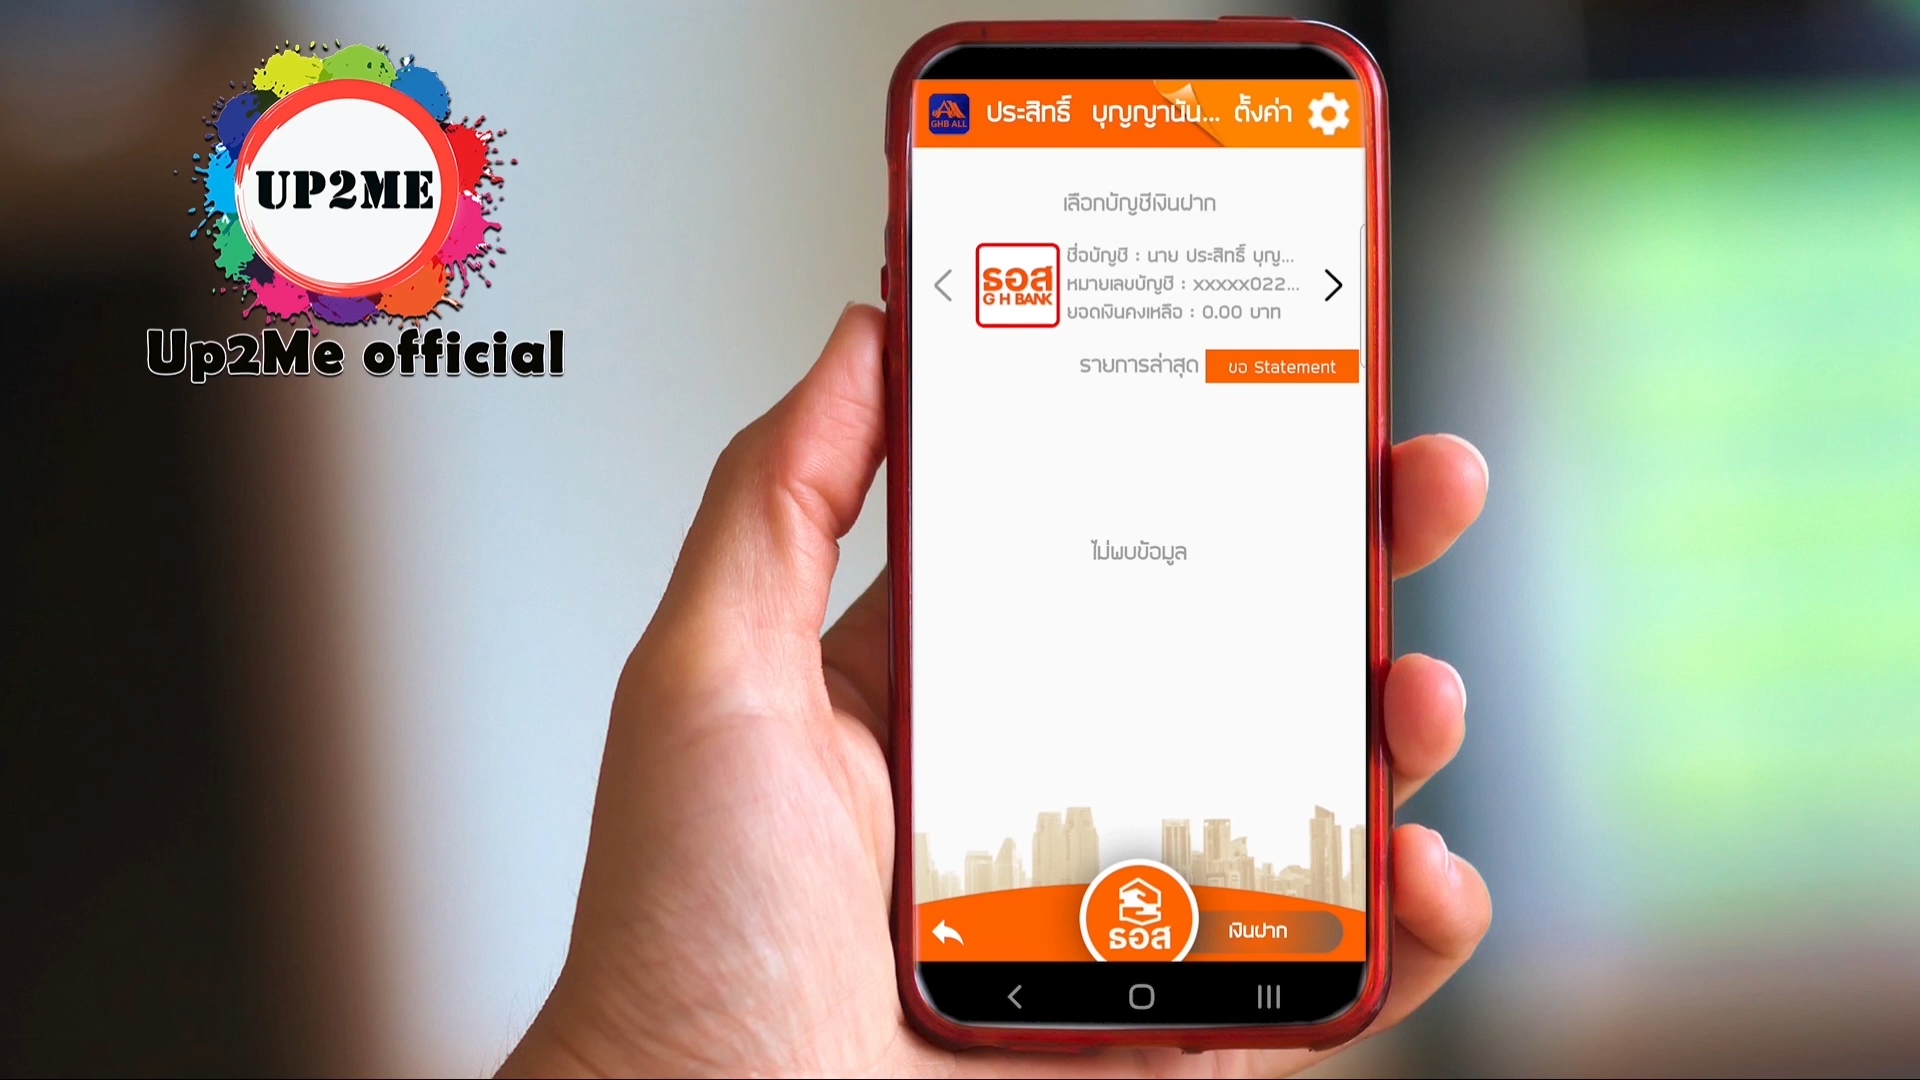 UP2ME
Up2Me official
GHB ALL
ประสิทธิ์ บุญญานัน... ตั้งค่า
เลือกบัญชีเงินฝาก
ธอส
G H BANK
ชื่อบัญชี : นาย ประสิทธิ์ บุญ...
หมายเลขบัญชี : xxxxx022...
ยอดเงินคงเหลือ : 0.00 บาท
รายการล่าสุด
ขอ Statement
ไม่พบข้อมูล
ธอส
เงินฝาก